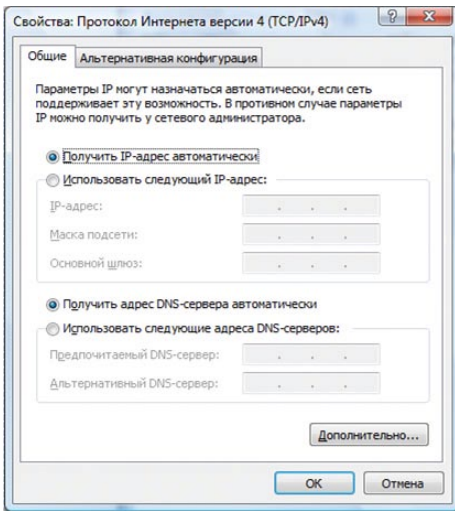 Свойства: Протокол Интернета версии 4 (TCP/IPv4)
Общие Альтернативная конфигурация
Параметры IP могут назначаться автоматически, если сеть
поддерживает эту возможность. В противном случае параметры
IP можно получить у сетевого администратора.
Получить IP-адрес автоматически
Использовать следующий IP-адрес:
IP-адрес:
Маска подсети:
Основной шлюз:
Получить адрес DNS-сервера автоматически
Использовать следующие адреса DNS-серверов:
Предпочитаемый DNS-сервер:
Альтернативный DNS-сервер:
Дополнительно...
OK Отмена